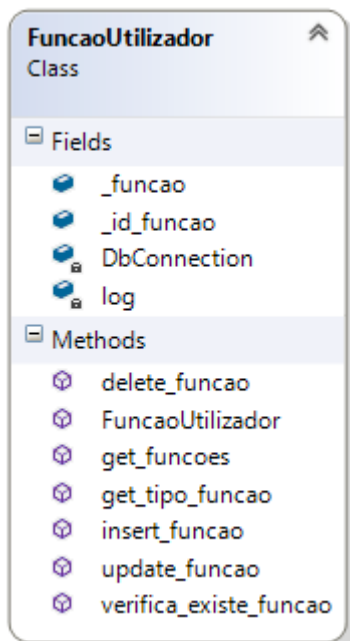 FuncaoUtilizador
Class
Fields
_funcao
_id_funcao
DbConnection
log
Methods
delete_funcao
FuncaoUtilizador
get_funcoes
get_tipo_funcao
insert_funcao
update_funcao
verifica_existe_funcao